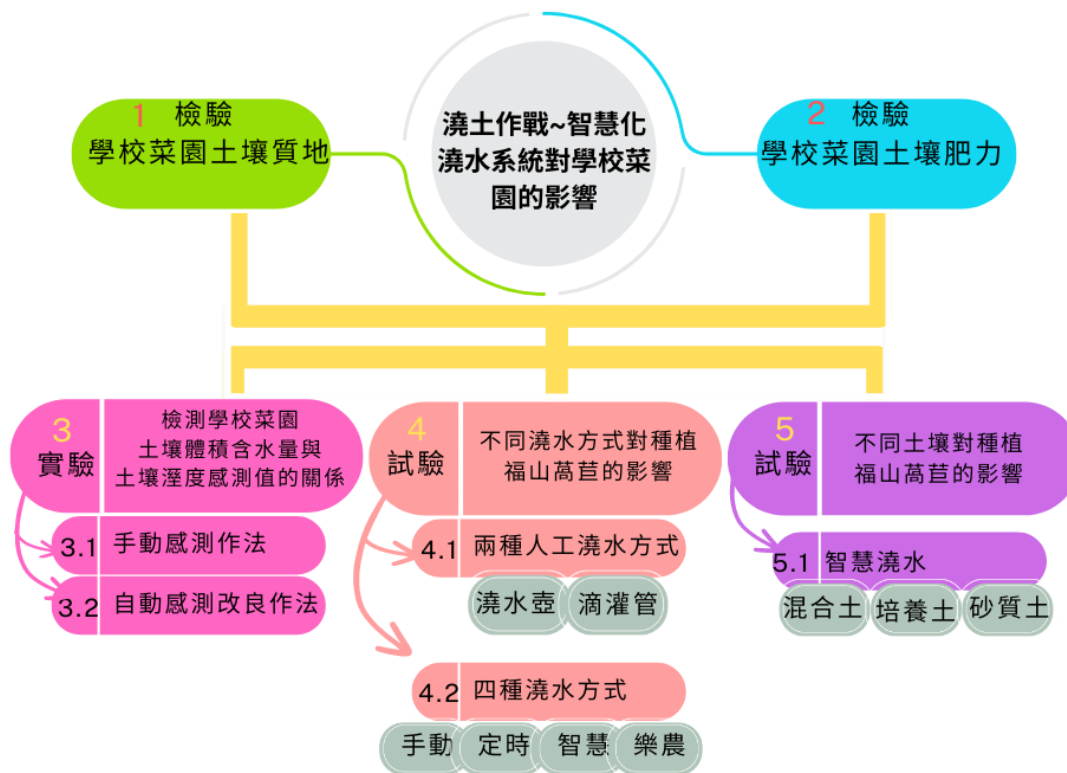 澆土作戰~智慧化
澆水系統對學校菜
園的影響
1 檢驗
學校菜園土壤質地
2 檢驗
學校菜園土壤肥力
3
實驗
檢測學校菜園
土壤體積含水量與
土壤溼度感測值的關係
3.1 手動感測作法
3.2 自動感測改良作法
4
試驗
不同澆水方式對種植
福山萵苣的影響
4.1 兩種人工澆水方式
澆水壺 滴灌管
4.2 四種澆水方式
手動 定時 智慧 樂農
5
試驗
不同土壤對種植
福山萵苣的影響
5.1 智慧澆水
混合土 培養土 砂質土